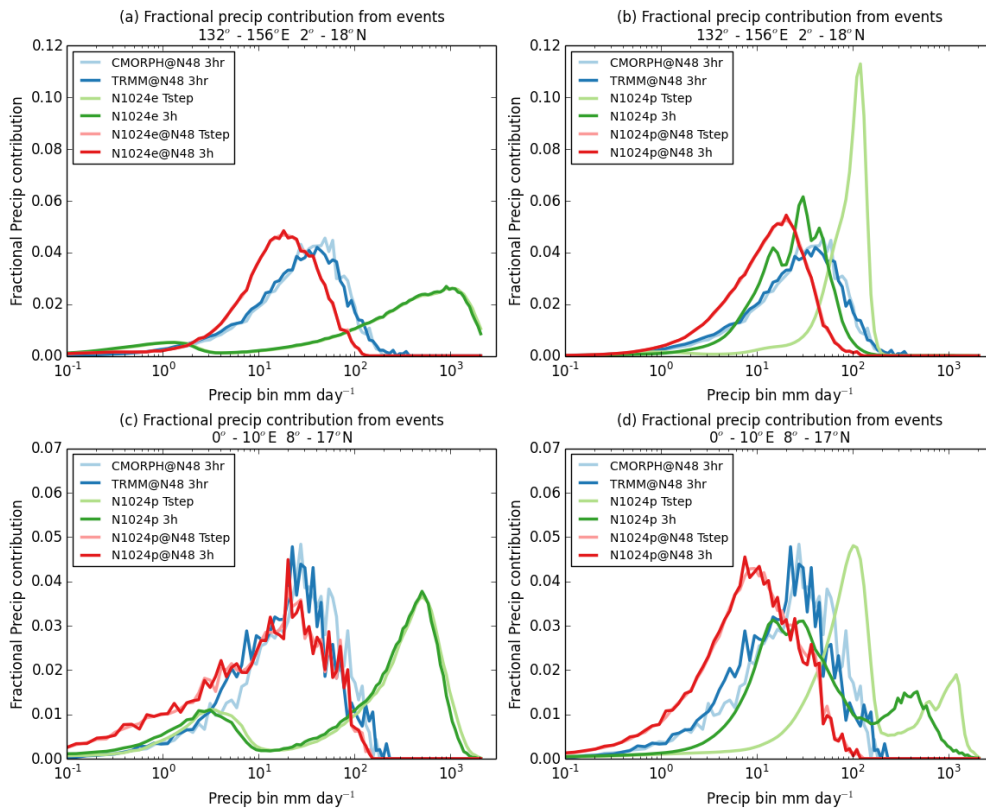 (a) Fractional precip contribution from events
132° - 156°E 2° - 18°N
0.12
0.10
0.08
0.06
0.04
0.02
0.00
Fractional Precip contribution
CMORPH@N48 3hr
TRMM@N48 3hr
N1024e Tstep
N1024e 3h
N1024e@N48 Tstep
N1024e@N48 3h
10⁻¹ 10⁰ 10¹ 10² 10³
Precip bin mm day⁻¹
(b) Fractional precip contribution from events
132° - 156°E 2° - 18°N
0.12
0.10
0.08
0.06
0.04
0.02
0.00
Fractional Precip contribution
CMORPH@N48 3hr
TRMM@N48 3hr
N1024p Tstep
N1024p 3h
N1024p@N48 Tstep
N1024p@N48 3h
10⁻¹ 10⁰ 10¹ 10² 10³
Precip bin mm day⁻¹
(c) Fractional precip contribution from events
0° - 10°E 8° - 17°N
0.07
0.06
0.05
0.04
0.03
0.02
0.01
0.00
Fractional Precip contribution
CMORPH@N48 3hr
TRMM@N48 3hr
N1024p Tstep
N1024p 3h
N1024p@N48 Tstep
N1024p@N48 3h
10⁻¹ 10⁰ 10¹ 10² 10³
Precip bin mm day⁻¹
(d) Fractional precip contribution from events
0° - 10°E 8° - 17°N
0.07
0.06
0.05
0.04
0.03
0.02
0.01
0.00
Fractional Precip contribution
CMORPH@N48 3hr
TRMM@N48 3hr
N1024p Tstep
N1024p 3h
N1024p@N48 Tstep
N1024p@N48 3h
10⁻¹ 10⁰ 10¹ 10² 10³
Precip bin mm day⁻¹